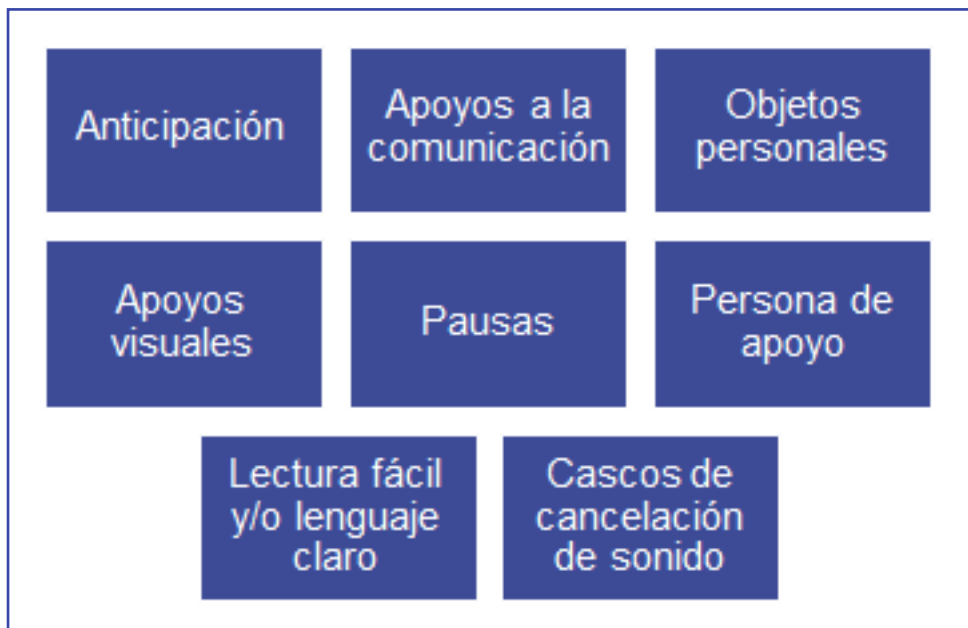 Anticipación
Apoyos a la
comunicación
Objetos
personales
Apoyos
visuales
Pausas
Persona de
apoyo
Lectura fácil
y/o lenguaje
claro
Cascos de
cancelación
de sonido